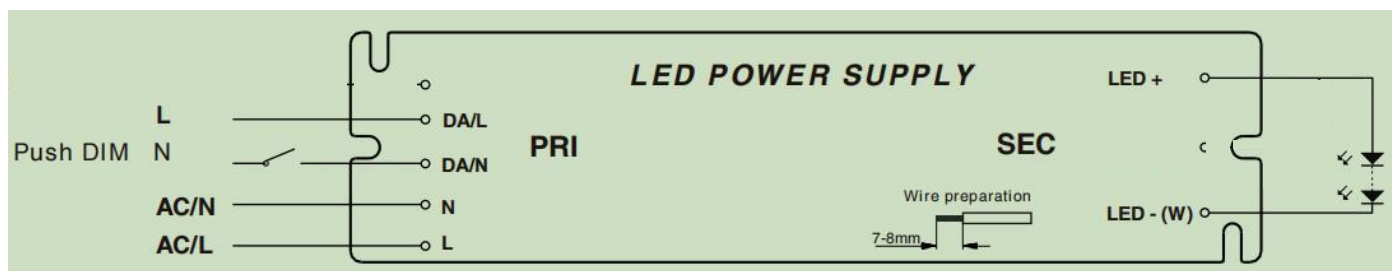 LED POWER SUPPLY
LED +
L
DA/L
Push DIM N
DA/N
PRI
SEC
Wire preparation
AC/N
N
LED - (W)
7-8mm
AC/L
L